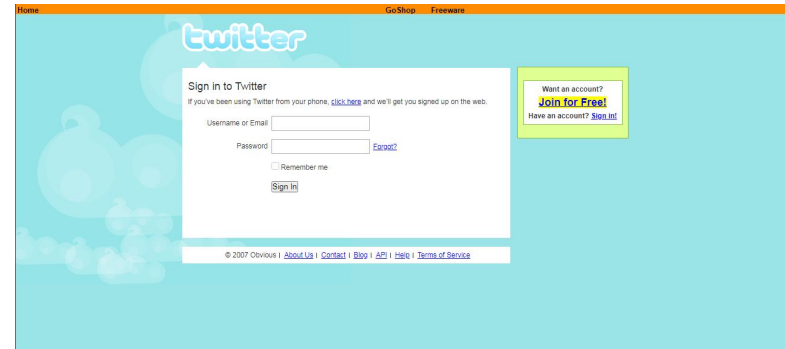 Home GoShop Freeware
twitter
Sign in to Twitter
If you've been using Twitter from your phone, click here and we'll get you signed up on the web.
Username or Email
Password Forgot?
Remember me
Sign In
Want an account?
Join for Free!
Have an account? Sign in!
© 2007 Obvious | About Us | Contact | Blog | API | Help | Terms of Service